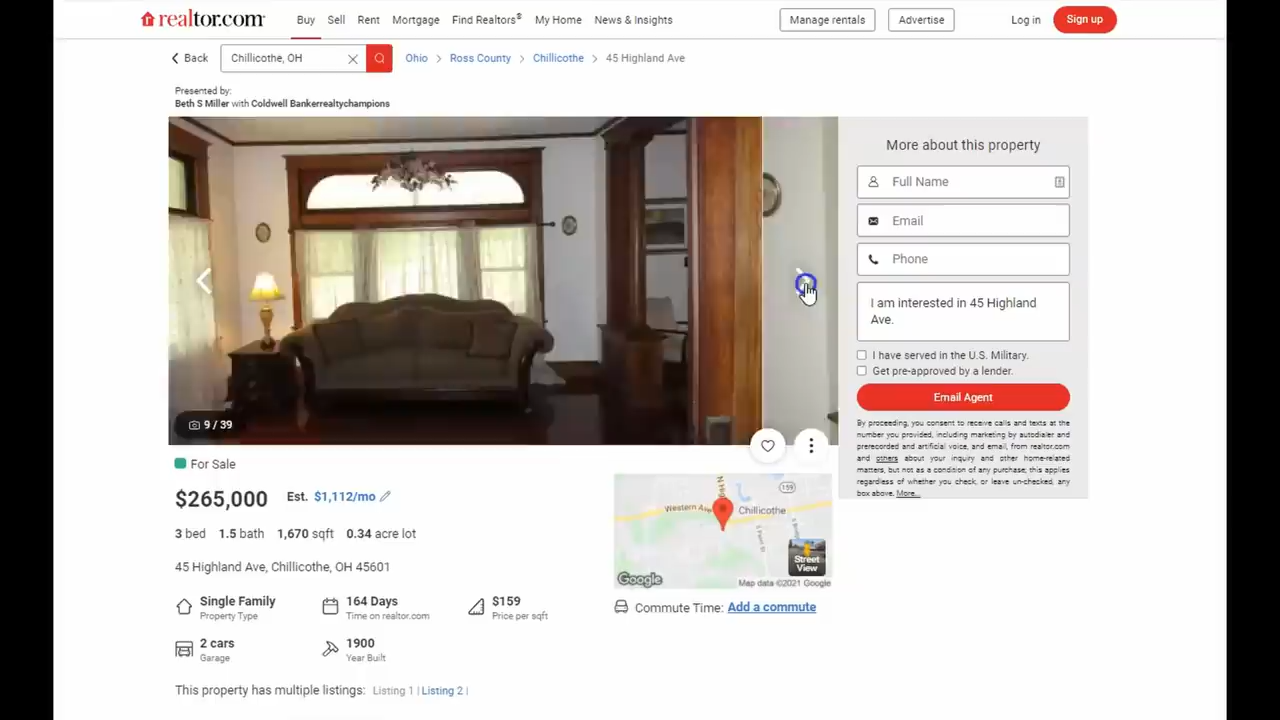 realtor.com®
Buy
Sell
Rent
Mortgage
Find Realtors®
My Home
News & Insights
Manage rentals
Advertise
Log in
Sign up
Back
Chillicothe, OH
Ohio
Ross County
Chillicothe
45 Highland Ave
Presented by:
Beth S Miller with Coldwell Bankerrealtychampions
9 / 39
More about this property
Full Name
Email
Phone
I am interested in 45 Highland
Ave.
I have served in the U.S. Military.
Get pre-approved by a lender.
Email Agent
By proceeding, you consent to receive calls and texts at the
number you provided, including marketing by autodialer and
prerecorded and artificial voice, and email, from realtor.com
and others about your inquiry and other home-related
matters, but not as a condition of any purchase; this applies
regardless of whether you check, or leave un-checked, any
box above. More...
For Sale
$265,000
Est. $1,112/mo
3 bed 1.5 bath 1,670 sqft 0.34 acre lot
45 Highland Ave, Chillicothe, OH 45601
Single Family
Property Type
164 Days
Time on realtor.com
$159
Price per sqft
2 cars
Garage
1900
Year Built
This property has multiple listings: Listing 1 | Listing 2 |
159
Western Ave
Chillicothe
Street
View
Google
Map data ©2021 Google
Commute Time: Add a commute